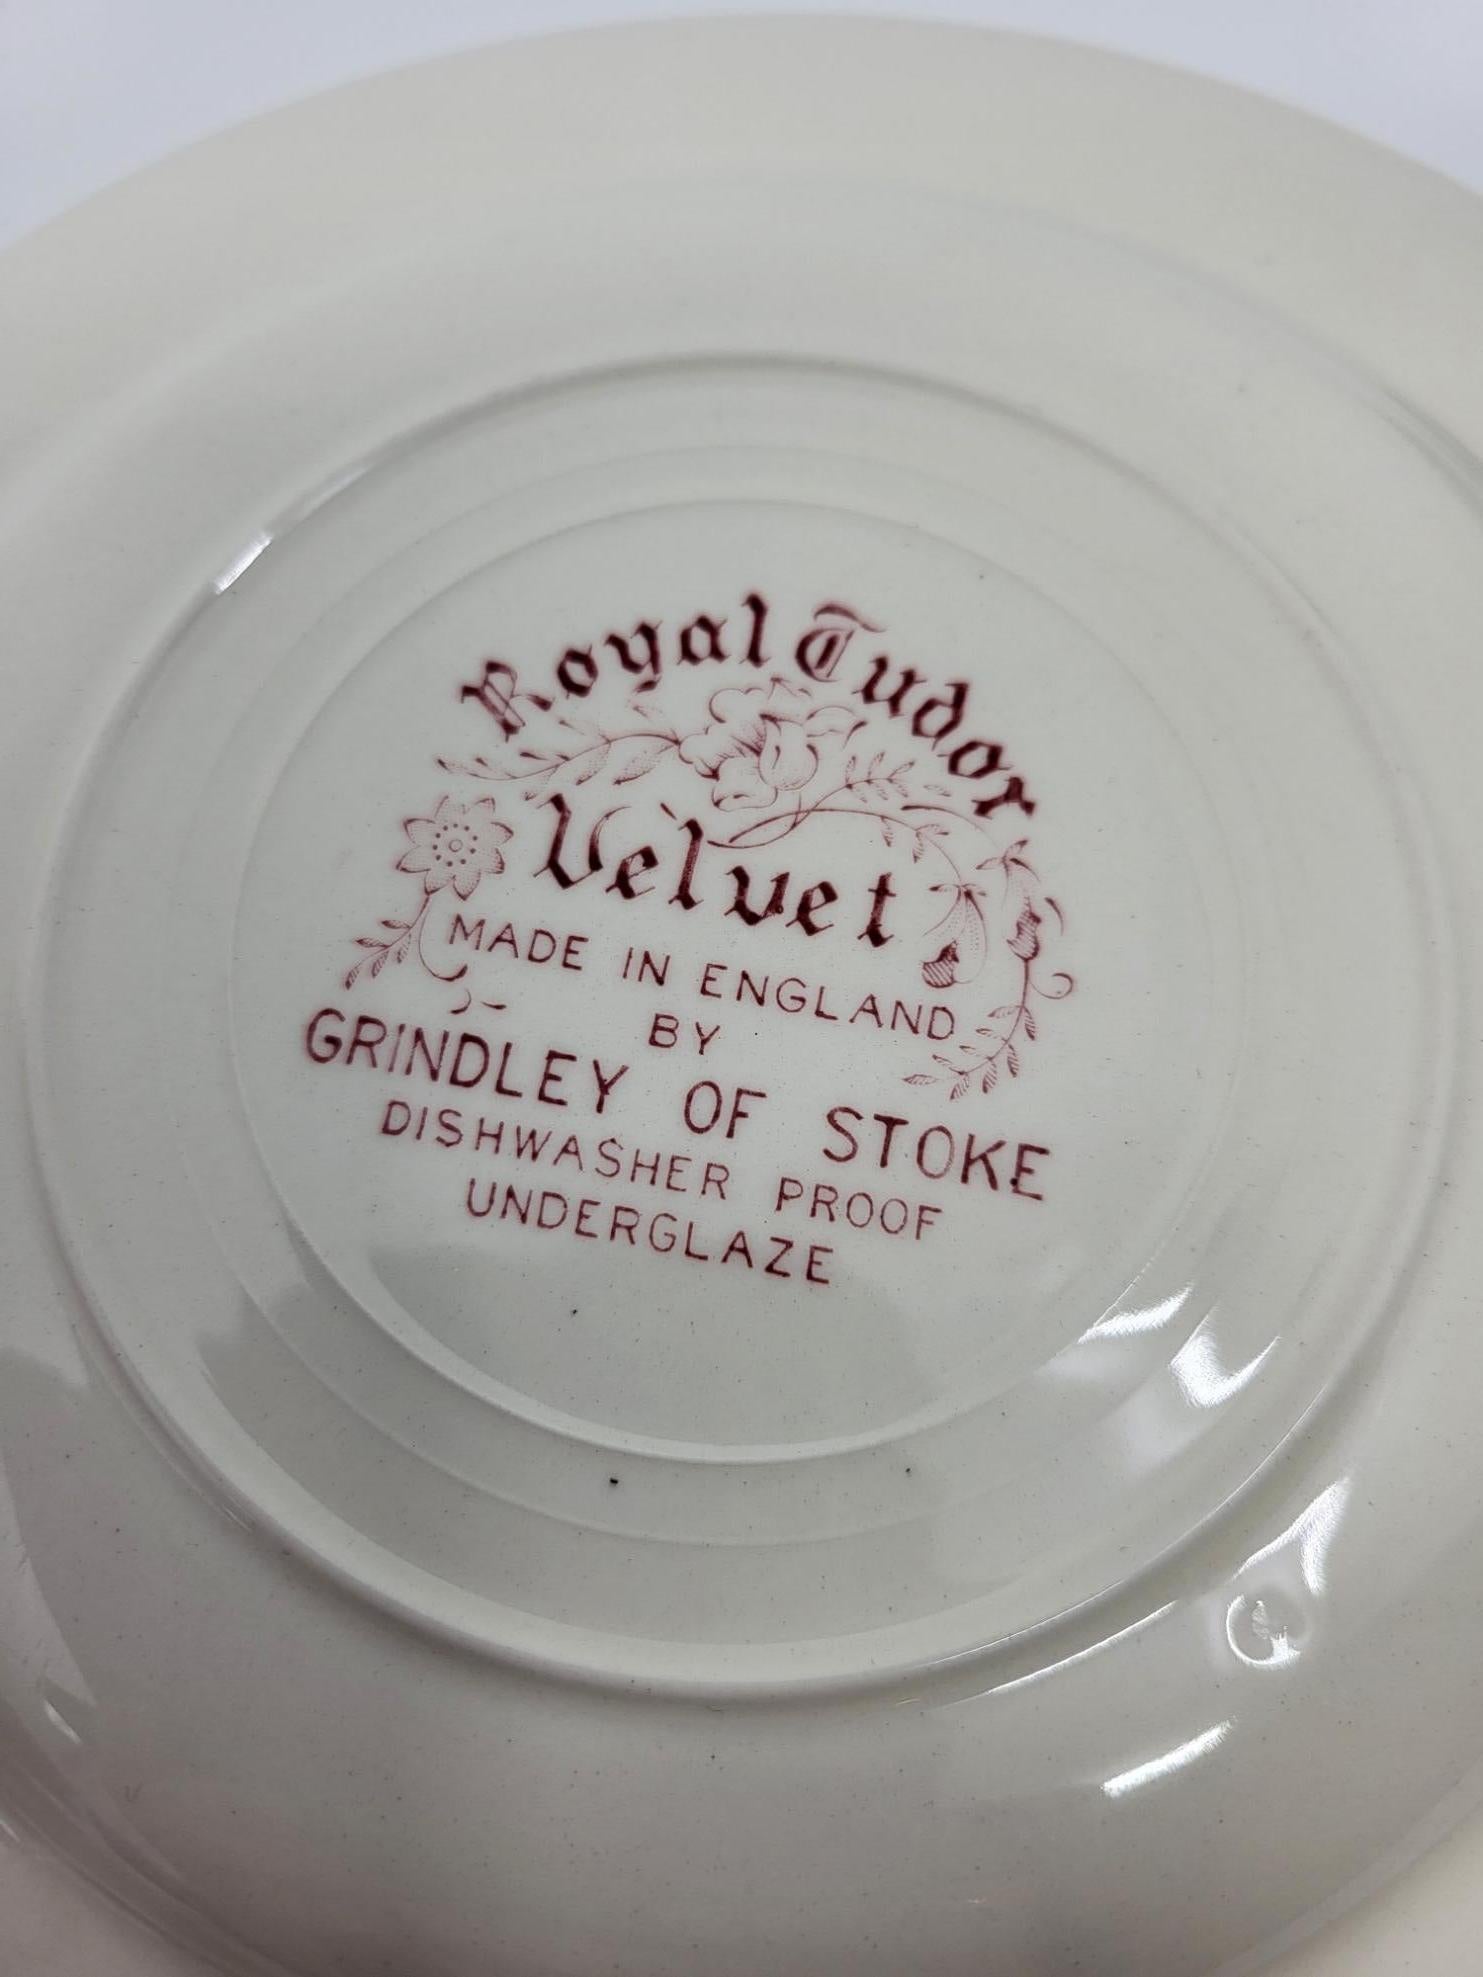 Royal Tudor
Velvet
MADE IN ENGLAND
BY
GRINDLEY OF STOKE
DISHWASHER PROOF
UNDERGLAZE